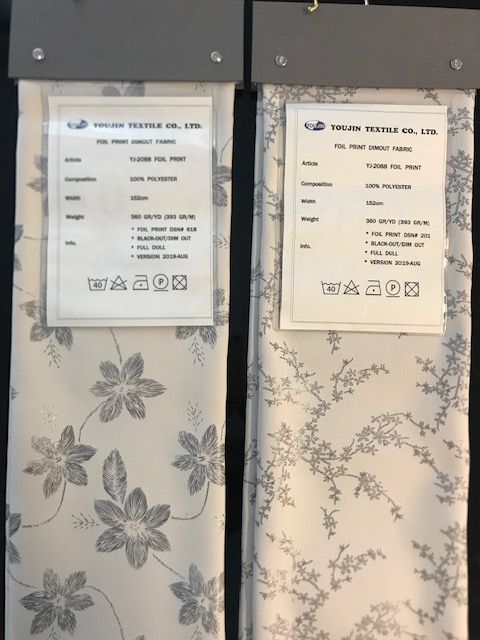 YOUJIN TEXTILE CO., LTD.
FOIL PRINT DIMOUT FABRIC
Article YJ-2088 FOIL PRINT
Composition 100% POLYESTER
Width 152cm
Weight 360 GR/YD (393 GR/M)
Info. • FOIL PRINT DSN# 618
• BLACK-OUT/DIM OUT
• FULL DULL
• VERSION 2019-AUG
40 P
YOUJIN YOUJIN TEXTILE CO., LTD.
FOIL PRINT DIMOUT FABRIC
Article YJ-2088 FOIL PRINT
Composition 100% POLYESTER
Width 152cm
Weight 360 GR/YD (393 GR/M)
Info. • FOIL PRINT DSN# 201
• BLACK-OUT/DIM OUT
• FULL DULL
• VERSION 2019-AUG
40 P